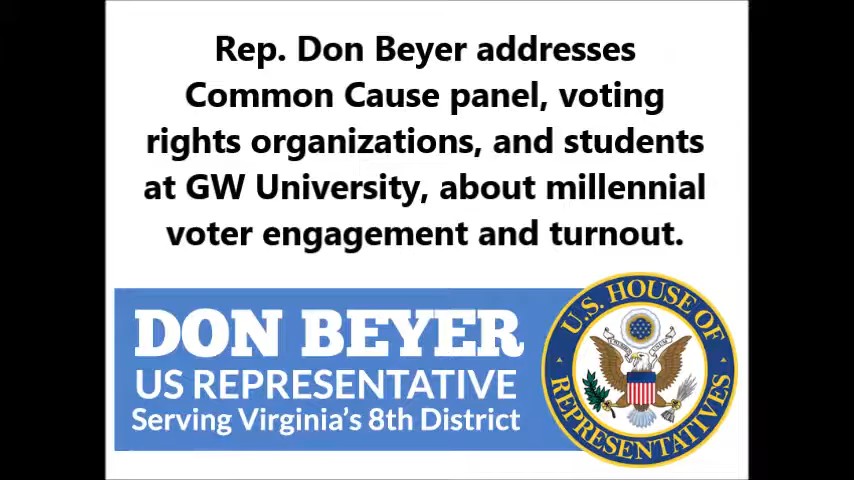 Rep. Don Beyer addresses
Common Cause panel, voting
rights organizations, and students
at GW University, about millennial
voter engagement and turnout.
DON BEYER
US REPRESENTATIVE
Serving Virginia's 8th District
U.S. HOUSE OF
REPRESENTATIVES